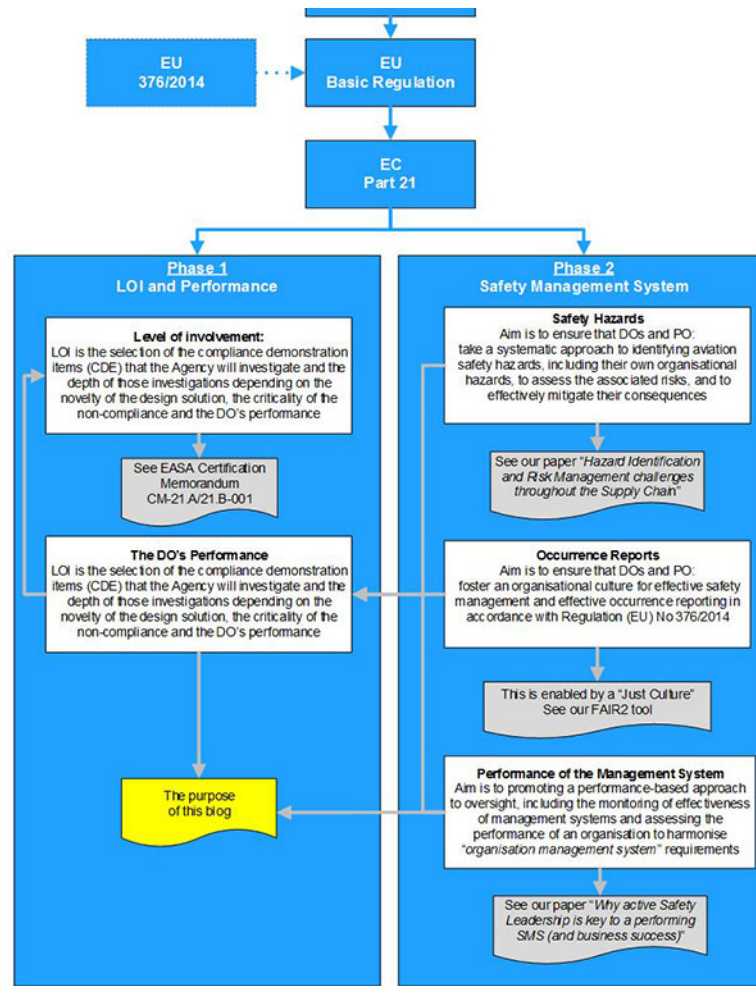 EU
376/2014
EU
Basic Regulation
EC
Part 21
Phase 1
LOI and Performance
Level of involvement:
LOI is the selection of the compliance demonstration
items (CDE) that the Agency will investigate and the
depth of those investigations depending on the
novelty of the design solution, the criticality of the
non-compliance and the DO's performance
See EASA Certification
Memorandum
CM-21.A/21.B-001
The DO's Performance
LOI is the selection of the compliance demonstration
items (CDE) that the Agency will investigate and the
depth of those investigations depending on the
novelty of the design solution, the criticality of the
non-compliance and the DO's performance
The purpose
of this blog
Phase 2
Safety Management System
Safety Hazards
Aim is to ensure that DOs and PO:
take a systematic approach to identifying aviation
safety hazards, including their own organisational
hazards, to assess the associated risks, and to
effectively mitigate their consequences
See our paper "Hazard Identification
and Risk Management challenges
throughout the Supply Chain"
Occurrence Reports
Aim is to ensure that DOs and PO:
foster an organisational culture for effective safety
management and effective occurrence reporting in
accordance with Regulation (EU) No 376/2014
This is enabled by a "Just Culture"
See our FAIR2 tool
Performance of the Management System
Aim is to promoting a performance-based approach
to oversight, including the monitoring of effectiveness
of management systems and assessing the
performance of an organisation to harmonise
"organisation management system" requirements
See our paper "Why active Safety
Leadership is key to a performing
SMS (and business success)"